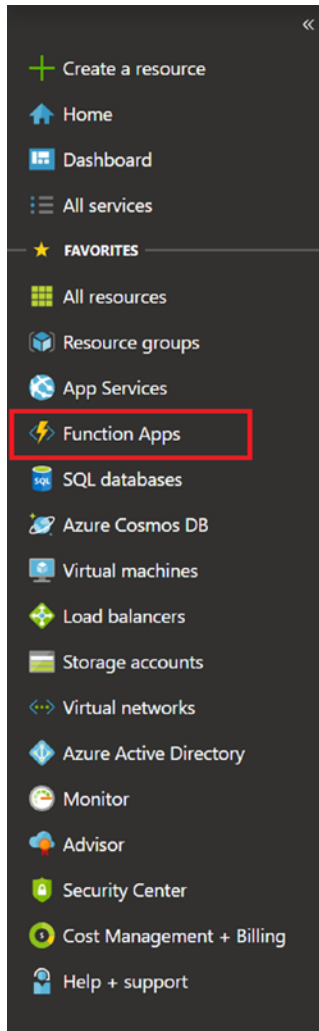 «
Create a resource
Home
Dashboard
All services
FAVORITES
All resources
Resource groups
App Services
Function Apps
SQL databases
Azure Cosmos DB
Virtual machines
Load balancers
Storage accounts
Virtual networks
Azure Active Directory
Monitor
Advisor
Security Center
Cost Management + Billing
Help + support